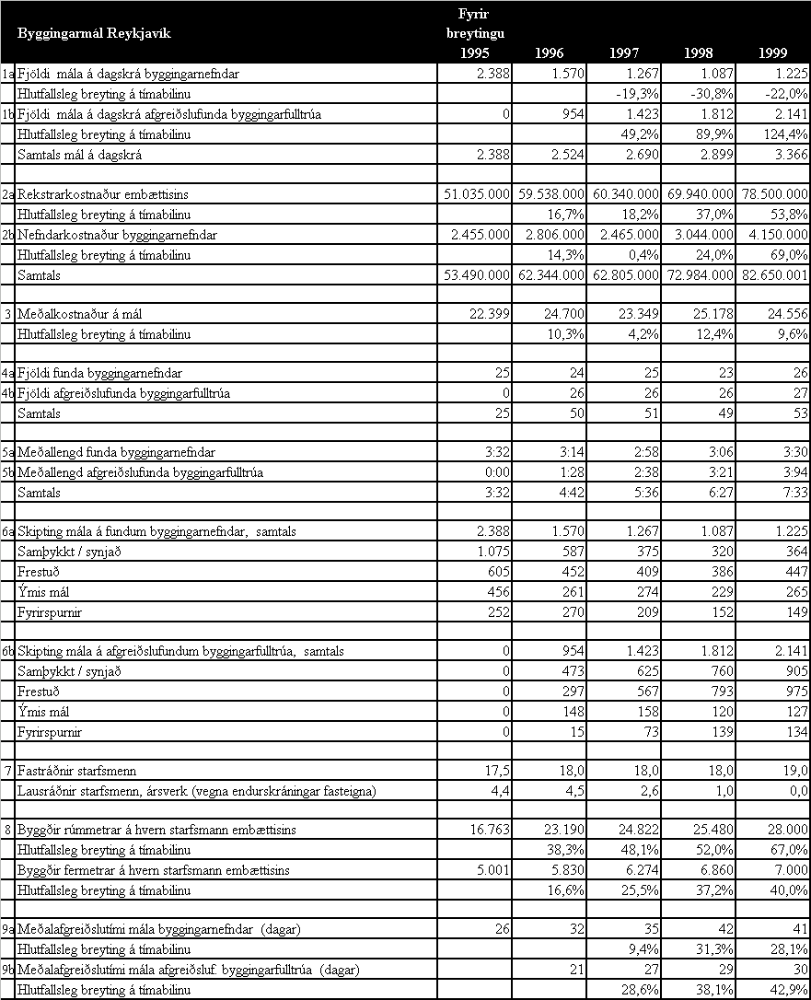 Fyrir
Byggingarmál Reykjavík breytingu
1995 1996 1997 1998 1999
1a Fjöldi mála á dagskrá byggingarnefndar 2.388 1.570 1.267 1.087 1.225
Hlutfallsleg breyting á tímabilinu -19,3% -30,8% -22,0%
1b Fjöldi mála á dagskrá afgreiðslufunda byggingarfulltrúa 0 954 1.423 1.812 2.141
Hlutfallsleg breyting á tímabilinu 49,2% 89,9% 124,4%
Samtals mál á dagskrá 2.388 2.524 2.690 2.899 3.366
2a Rekstrarkostnaður embættisins 51.035.000 59.538.000 60.340.000 69.940.000 78.500.000
Hlutfallsleg breyting á tímabilinu 16,7% 18,2% 37,0% 53,8%
2b Nefndarkostnaður byggingarnefndar 2.455.000 2.806.000 2.465.000 3.044.000 4.150.000
Hlutfallsleg breyting á tímabilinu 14,3% 0,4% 24,0% 69,0%
Samtals 53.490.000 62.344.000 62.805.000 72.984.000 82.650.001
3 Meðalkostnaður á mál 22.399 24.700 23.349 25.178 24.556
Hlutfallsleg breyting á tímabilinu 10,3% 4,2% 12,4% 9,6%
4a Fjöldi funda byggingarnefndar 25 24 25 23 26
4b Fjöldi afgreiðslufunda byggingarfulltrúa 0 26 26 26 27
Samtals 25 50 51 49 53
5a Meðallengd funda byggingarnefndar 3:32 3:14 2:58 3:06 3:30
5b Meðallengd afgreiðslufunda byggingarfulltrúa 0:00 1:28 2:38 3:21 3:94
Samtals 3:32 4:42 5:36 6:27 7:33
6a Skipting mála á fundum byggingarnefndar, samtals 2.388 1.570 1.267 1.087 1.225
Samþykkt / synjað 1.075 587 375 320 364
Frestuð 605 452 409 386 447
Ýmis mál 456 261 274 229 265
Fyrirspurnir 252 270 209 152 149
6b Skipting mála á afgreiðslufundum byggingarfulltrúa, samtals 0 954 1.423 1.812 2.141
Samþykkt / synjað 0 473 625 760 905
Frestuð 0 297 567 793 975
Ýmis mál 0 148 158 120 127
Fyrirspurnir 0 15 73 139 134
7 Fastráðnir starfsmenn 17,5 18,0 18,0 18,0 19,0
Lausráðnir starfsmenn, ársverk (vegna endurskráningar fasteigna) 4,4 4,5 2,6 1,0 0,0
8 Byggðir rúmmetrar á hvern starfsmann embættisins 16.763 23.190 24.822 25.480 28.000
Hlutfallsleg breyting á tímabilinu 38,3% 48,1% 52,0% 67,0%
Byggðir fermetrar á hvern starfsmann embættisins 5.001 5.830 6.274 6.860 7.000
Hlutfallsleg breyting á tímabilinu 16,6% 25,5% 37,2% 40,0%
9a Meðalafgreiðslutími mála byggingarnefndar (dagar) 26 32 35 42 41
Hlutfallsleg breyting á tímabilinu 9,4% 31,3% 28,1%
9b Meðalafgreiðslutími mála afgreiðsluf. byggingarfulltrúa (dagar) 21 27 29 30
Hlutfallsleg breyting á tímabilinu 28,6% 38,1% 42,9%